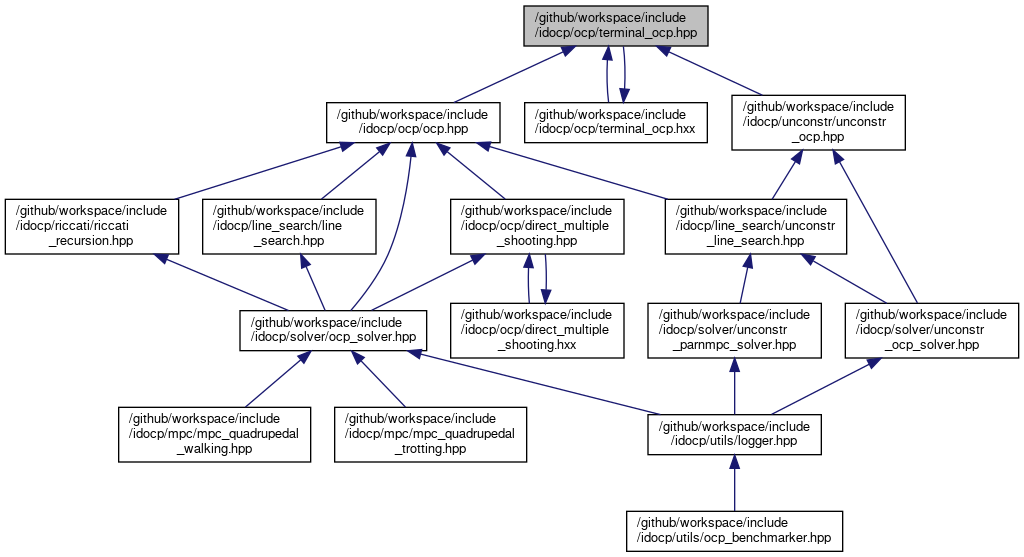 /github/workspace/include
/idocp/ocp/terminal_ocp.hpp
/github/workspace/include
/idocp/ocp/ocp.hpp
/github/workspace/include
/idocp/ocp/terminal_ocp.hxx
/github/workspace/include
/idocp/unconstr/unconstr
_ocp.hpp
/github/workspace/include
/idocp/riccati/riccati
_recursion.hpp
/github/workspace/include
/idocp/line_search/line
_search.hpp
/github/workspace/include
/idocp/ocp/direct_multiple
_shooting.hpp
/github/workspace/include
/idocp/line_search/unconstr
_line_search.hpp
/github/workspace/include
/idocp/solver/ocp_solver.hpp
/github/workspace/include
/idocp/ocp/direct_multiple
_shooting.hxx
/github/workspace/include
/idocp/solver/unconstr
_parnmpc_solver.hpp
/github/workspace/include
/idocp/solver/unconstr
_ocp_solver.hpp
/github/workspace/include
/idocp/mpc/mpc_quadrupedal
_walking.hpp
/github/workspace/include
/idocp/mpc/mpc_quadrupedal
_trotting.hpp
/github/workspace/include
/idocp/utils/logger.hpp
/github/workspace/include
/idocp/utils/ocp_benchmarker.hpp